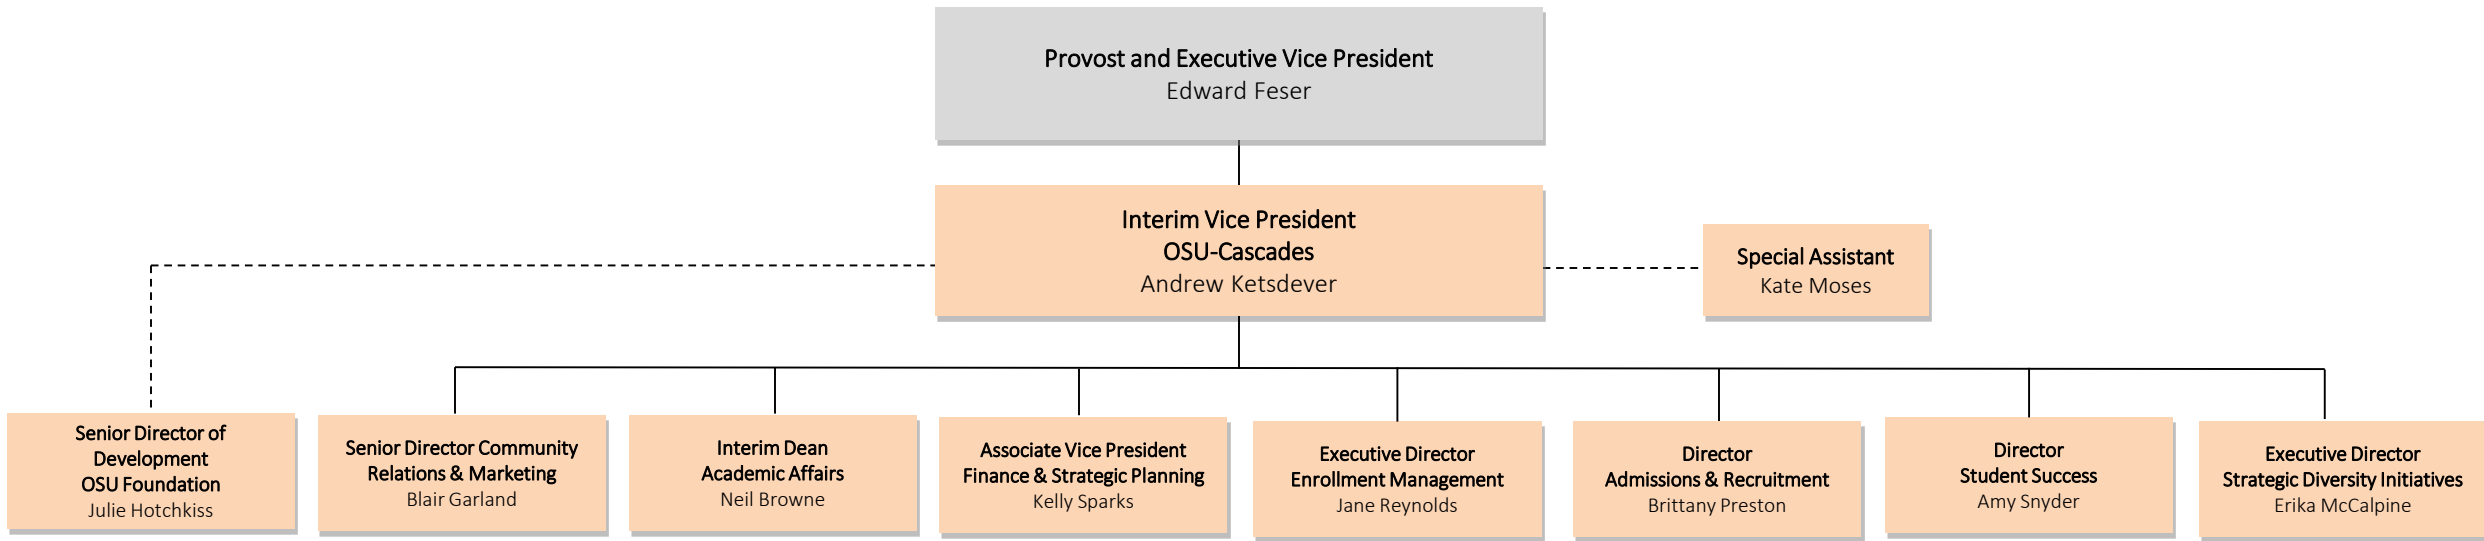 Provost and Executive Vice President
Edward Feser
Interim Vice President
OSU-Cascades
Andrew Ketsdever
Special Assistant
Kate Moses
Senior Director of
Development
OSU Foundation
Julie Hotchkiss
Senior Director Community
Relations & Marketing
Blair Garland
Interim Dean
Academic Affairs
Neil Browne
Associate Vice President
Finance & Strategic Planning
Kelly Sparks
Executive Director
Enrollment Management
Jane Reynolds
Director
Admissions & Recruitment
Brittany Preston
Director
Student Success
Amy Snyder
Executive Director
Strategic Diversity Initiatives
Erika McCalpine